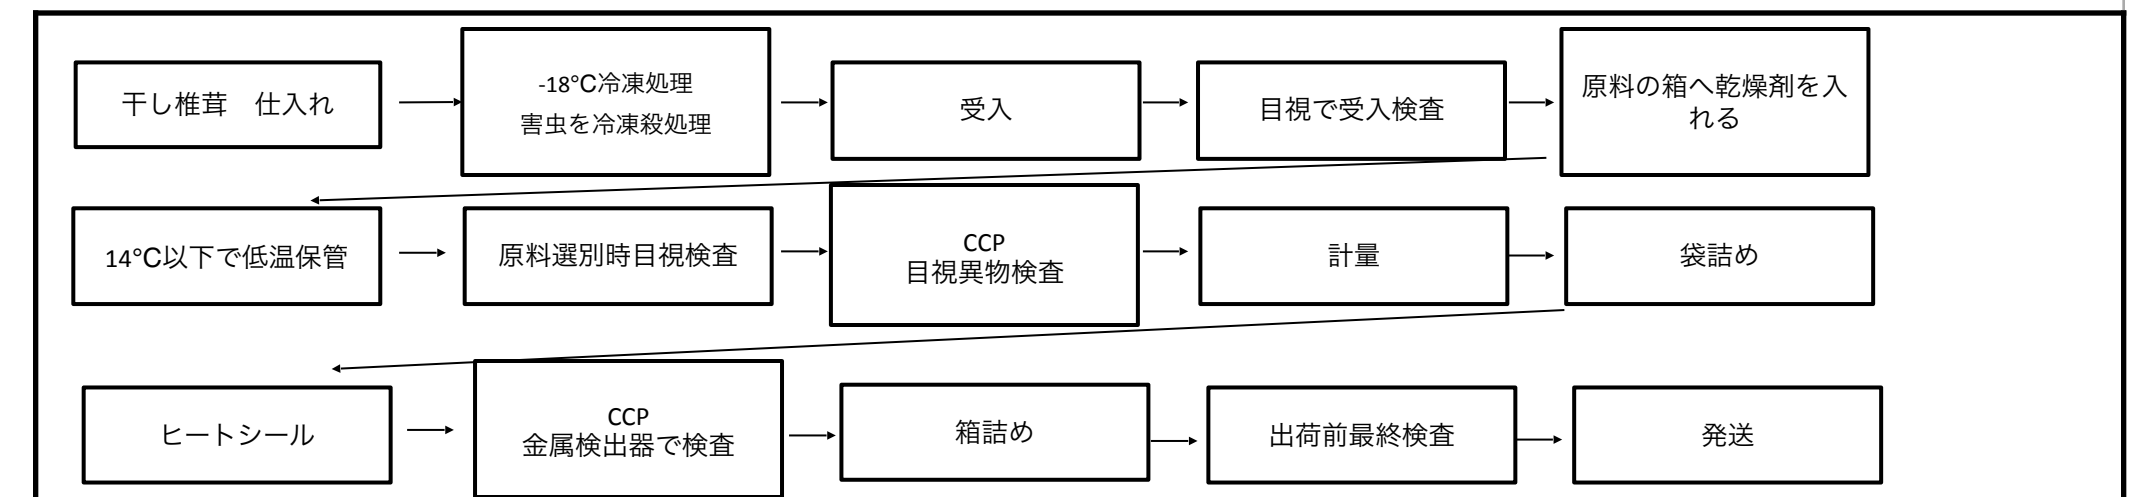 干し椎茸　仕入れ
-18℃冷凍処理
害虫を冷凍殺処理
受入
目視で受入検査
原料の箱へ乾燥剤を入
れる
14℃以下で低温保管
原料選別時目視検査
CCP
目視異物検査
計量
袋詰め
ヒートシール
CCP
金属検出器で検査
箱詰め
出荷前最終検査
発送